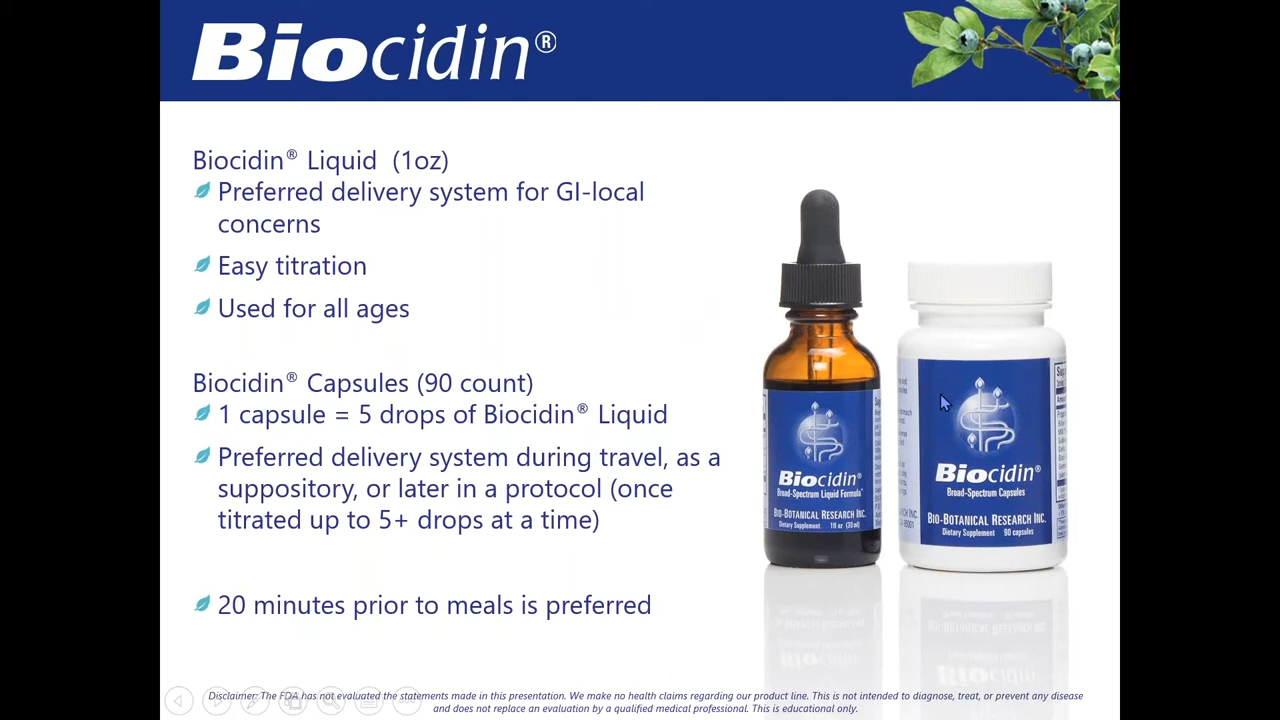 Biocidin®
Biocidin® Liquid (1oz)
Preferred delivery system for GI-local
concerns
Easy titration
Used for all ages
Biocidin® Capsules (90 count)
1 capsule = 5 drops of Biocidin® Liquid
Preferred delivery system during travel, as a
suppository, or later in a protocol (once
titrated up to 5+ drops at a time)
20 minutes prior to meals is preferred
Biocidin®
Broad-Spectrum Liquid Formula™
BIO-BOTANICAL RESEARCH INC.
Dietary Supplement 1 fl oz (30 ml)
Biocidin®
Broad-Spectrum Capsules
BIO-BOTANICAL RESEARCH INC.
Dietary Supplement 90 capsules
Disclaimer: The FDA has not evaluated the statements made in this presentation. We make no health claims regarding our product line. This is not intended to diagnose, treat, or prevent any disease
and does not replace an evaluation by a qualified medical professional. This is educational only.